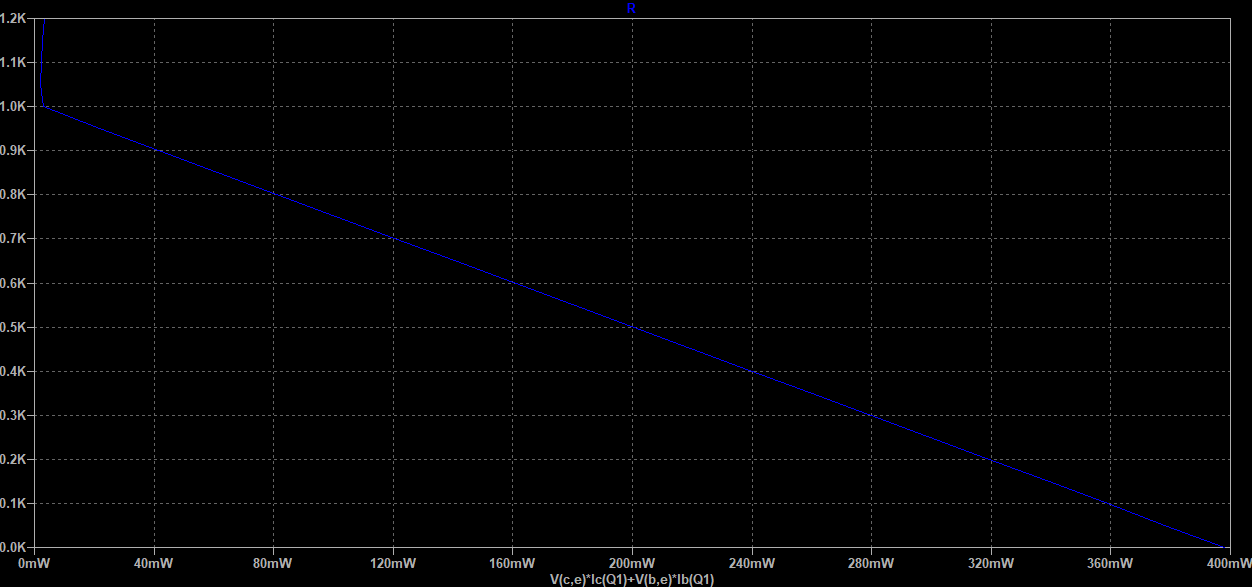 R
1.2K
1.1K
1.0K
0.9K
0.8K
0.7K
0.6K
0.5K
0.4K
0.3K
0.2K
0.1K
0.0K
0mW 40mW 80mW 120mW 160mW 200mW 240mW 280mW 320mW 360mW 400mW
V(c,e)*Ic(Q1)+V(b,e)*Ib(Q1)